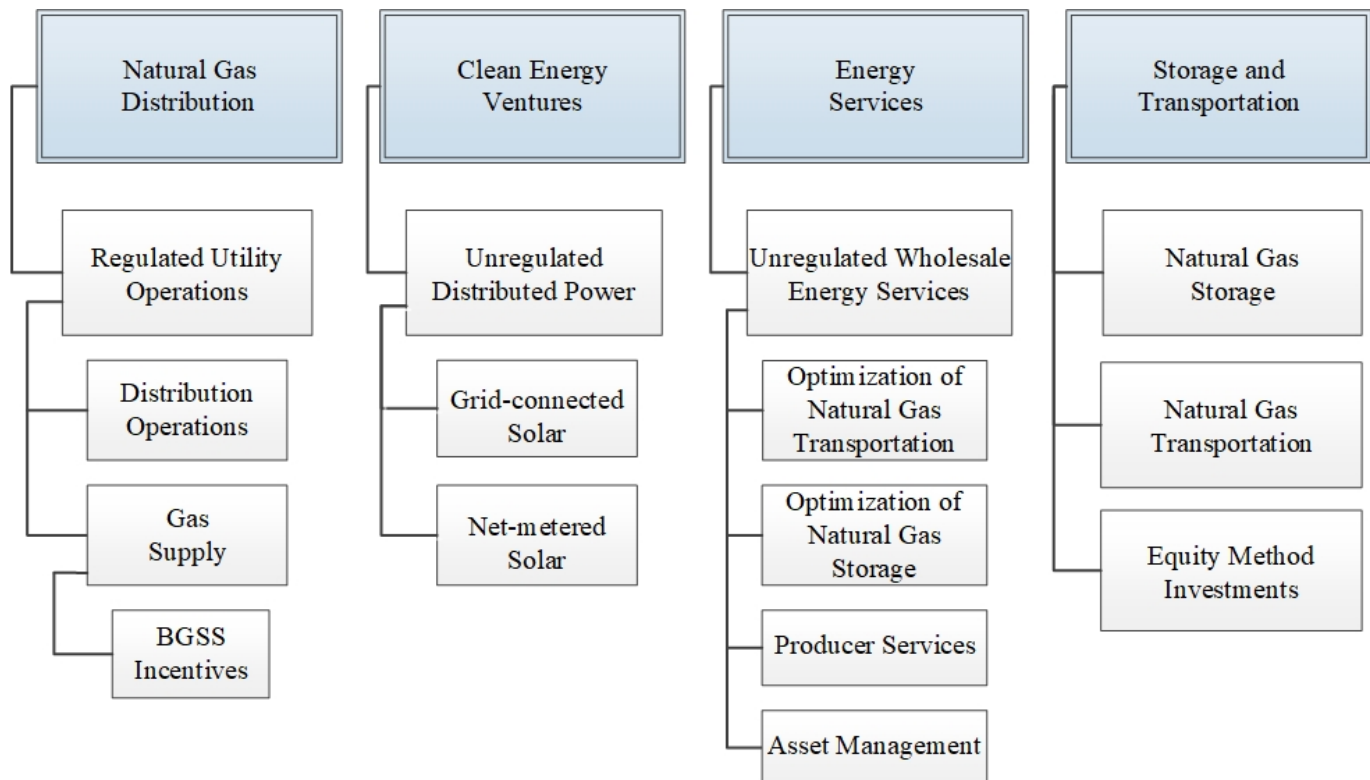 Natural Gas
Distribution
Regulated Utility
Operations
Distribution
Operations
Gas
Supply
BGSS
Incentives
Clean Energy
Ventures
Unregulated
Distributed Power
Grid-connected
Solar
Net-metered
Solar
Energy
Services
Unregulated Wholesale
Energy Services
Optimization of
Natural Gas
Transportation
Optimization of
Natural Gas
Storage
Producer Services
Asset Management
Storage and
Transportation
Natural Gas
Storage
Natural Gas
Transportation
Equity Method
Investments